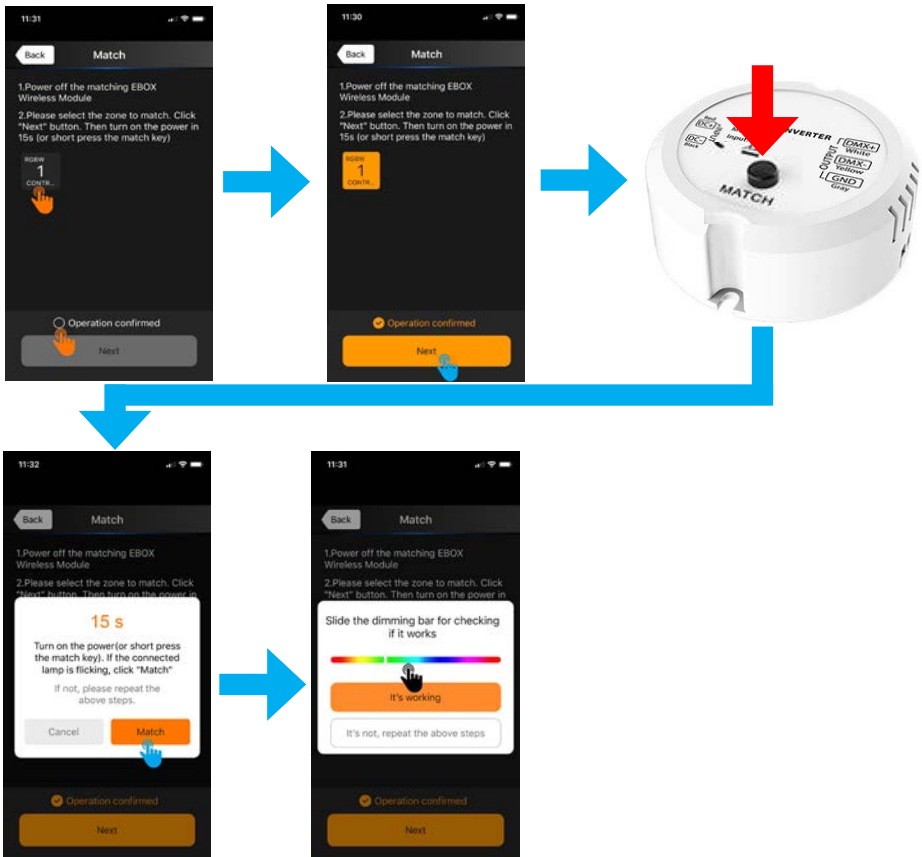 11:31
Back
Match
1.Power off the matching EBOX
Wireless Module
2.Please select the zone to match. Click
"Next" button. Then turn on the power in
15s (or short press the match key)
RGBW
1
CONTR...
Operation confirmed
Next
11:30
Back
Match
1.Power off the matching EBOX
Wireless Module
2.Please select the zone to match. Click
"Next" button. Then turn on the power in
15s (or short press the match key)
RGBW
1
CONTR...
Operation confirmed
Next
Red
DC+
DC-
Black
Input
VERTER
OUTPUT
DMX+
White
DMX-
Yellow
GND
Gray
MATCH
11:32
Back
Match
1.Power off the matching EBOX
Wireless Module
2.Please select the zone to match. Click
"Next" button. Then turn on the power in
15 s
Turn on the power(or short press
the match key). If the connected
lamp is flicking, click "Match"
If not, please repeat the
above steps.
Cancel
Match
Operation confirmed
Next
11:31
Back
Match
1.Power off the matching EBOX
Wireless Module
2.Please select the zone to match. Click
"Next" button. Then turn on the power in
Slide the dimming bar for checking
if it works
It's working
It's not, repeat the above steps
Operation confirmed
Next